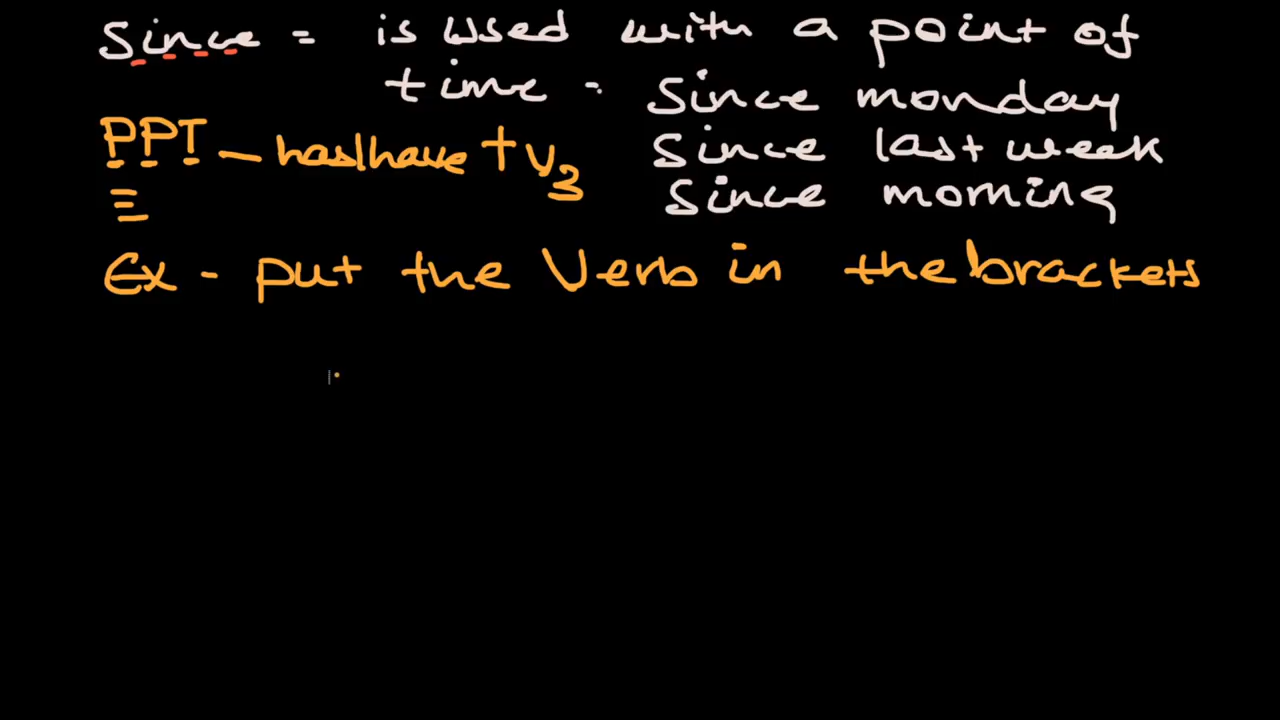 Since = is used with a point of
time - Since monday
PPT - has/have + V3 Since last week
Since morning
Ex - put the Verb in the brackets